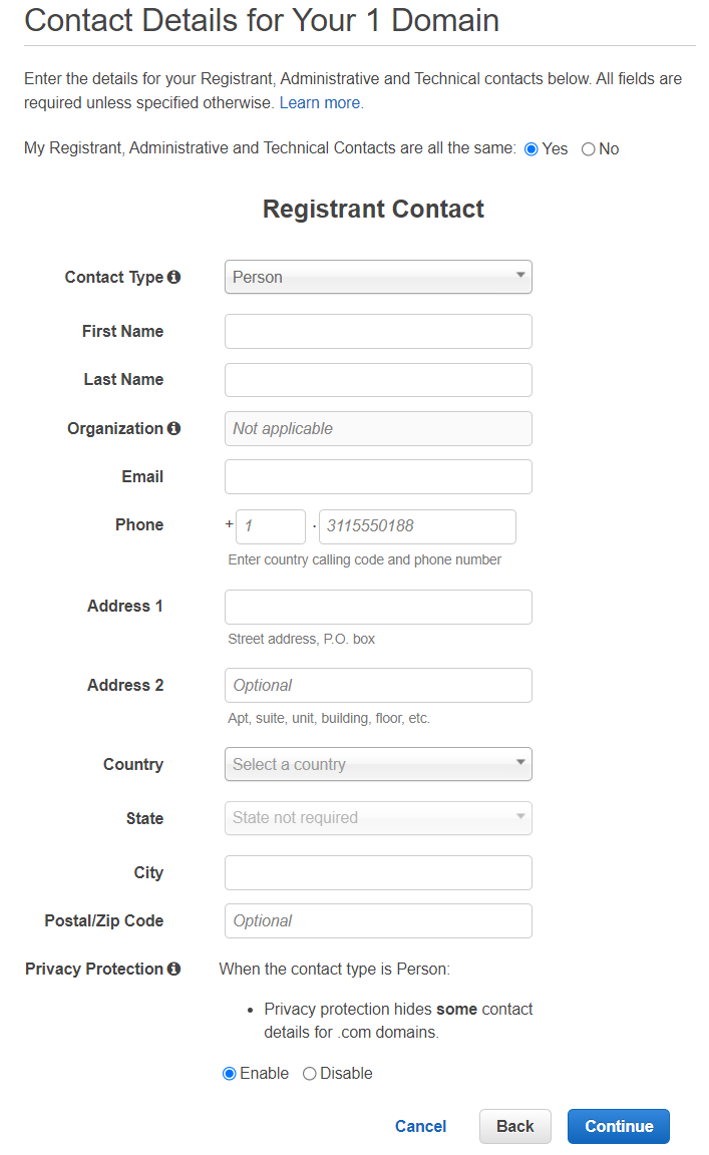 Contact Details for Your 1 Domain
Enter the details for your Registrant, Administrative and Technical contacts below. All fields are
required unless specified otherwise. Learn more.
My Registrant, Administrative and Technical Contacts are all the same: Yes No
Registrant Contact
Contact Type Person
First Name
Last Name
Organization Not applicable
Email
Phone + 1 . 3115550188
Enter country calling code and phone number
Address 1
Street address, P.O. box
Address 2 Optional
Apt, suite, unit, building, floor, etc.
Country Select a country
State State not required
City
Postal/Zip Code Optional
Privacy Protection When the contact type is Person:
• Privacy protection hides some contact
details for .com domains.
Enable Disable
Cancel Back Continue